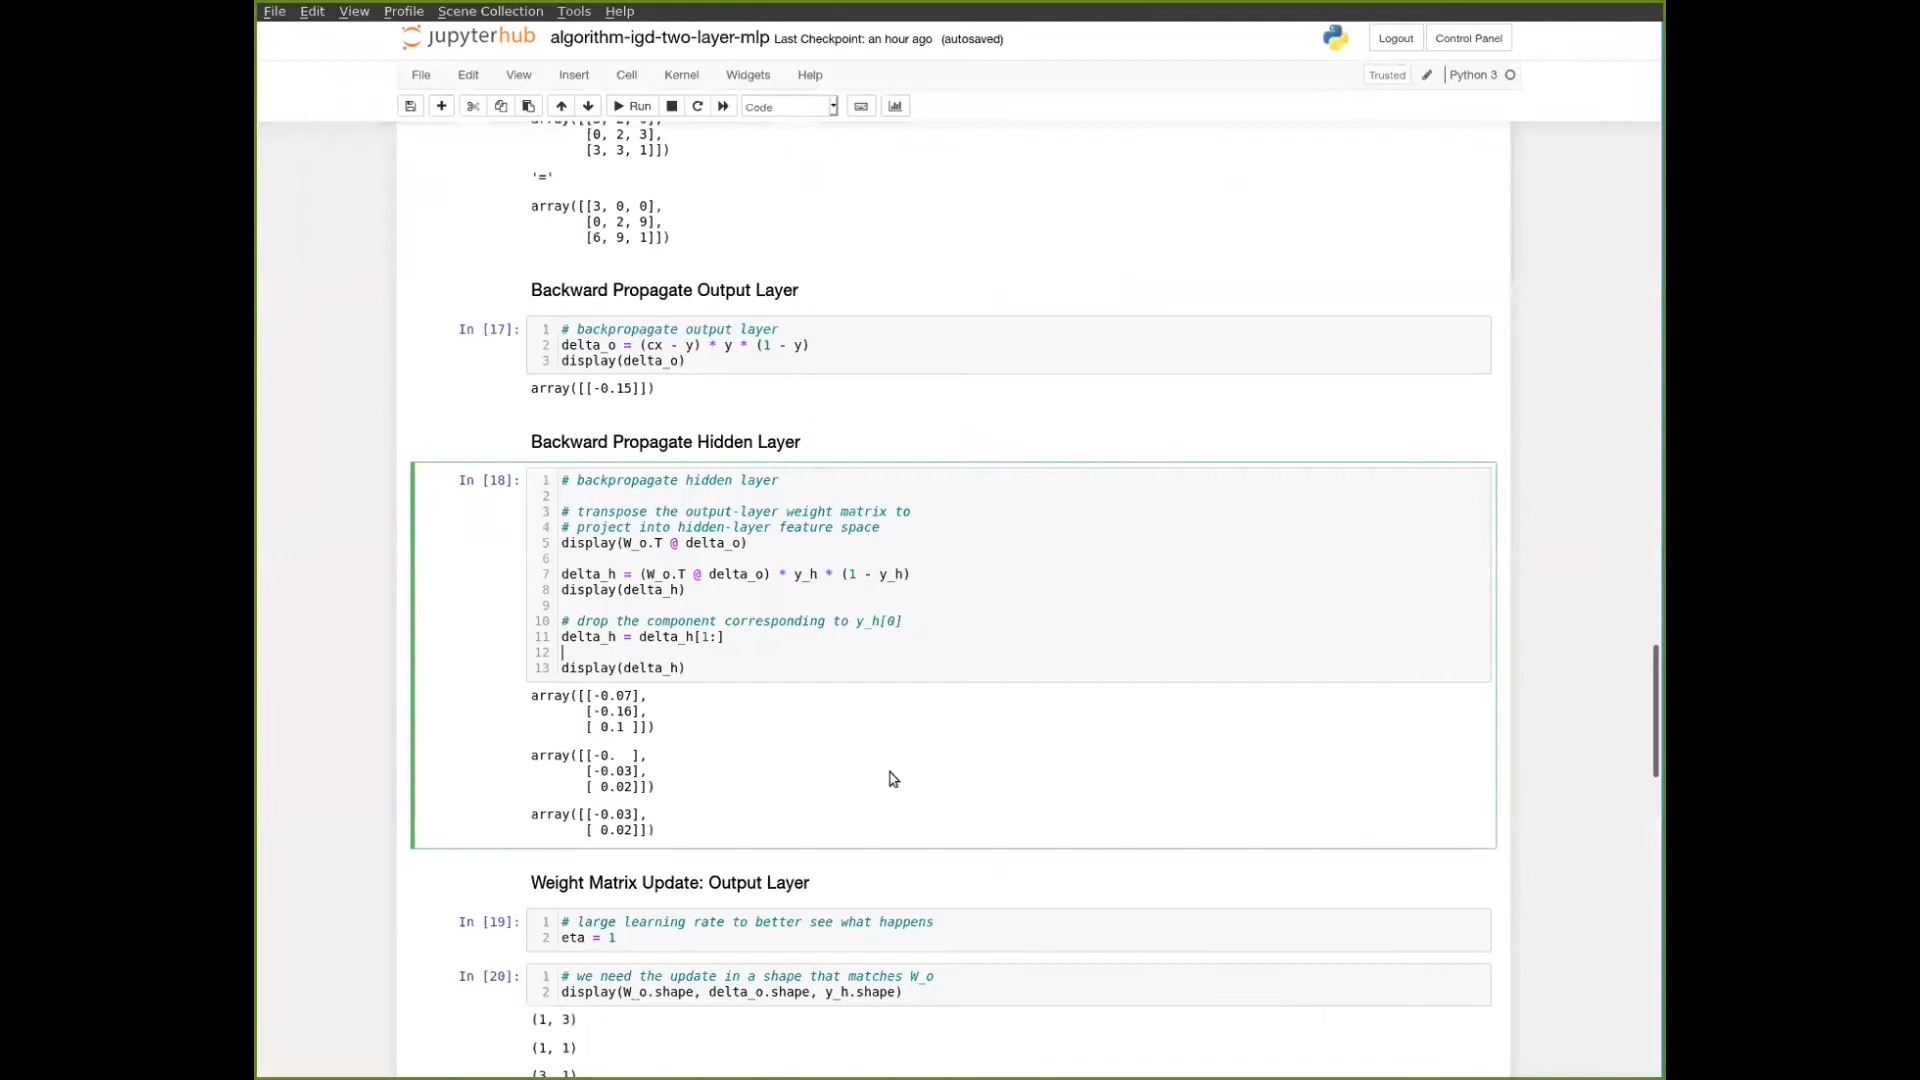 File Edit View Profile Scene Collection Tools Help
jupyterhub algorithm-igd-two-layer-mlp Last Checkpoint: an hour ago (autosaved) Logout Control Panel
File Edit View Insert Cell Kernel Widgets Help Trusted Python 3
Run Code
[0, 2, 3],
[3, 3, 1]])
'='
array([[3, 0, 0],
[0, 2, 9],
[6, 9, 1]])
Backward Propagate Output Layer
In [17]: 1 # backpropagate output layer
2 delta_o = (cx - y) * y * (1 - y)
3 display(delta_o)
array([[-0.15]])
Backward Propagate Hidden Layer
In [18]: 1 # backpropagate hidden layer
2
3 # transpose the output-layer weight matrix to
4 # project into hidden-layer feature space
5 display(W_o.T @ delta_o)
6
7 delta_h = (W_o.T @ delta_o) * y_h * (1 - y_h)
8 display(delta_h)
9
10 # drop the component corresponding to y_h[0]
11 delta_h = delta_h[1:]
12
13 display(delta_h)
array([[-0.07],
[-0.16],
[ 0.1 ]])
array([[-0. ],
[-0.03],
[ 0.02]])
array([[-0.03],
[ 0.02]])
Weight Matrix Update: Output Layer
In [19]: 1 # large learning rate to better see what happens
2 eta = 1
In [20]: 1 # we need the update in a shape that matches W_o
2 display(W_o.shape, delta_o.shape, y_h.shape)
(1, 3)
(1, 1)
(3, 1)